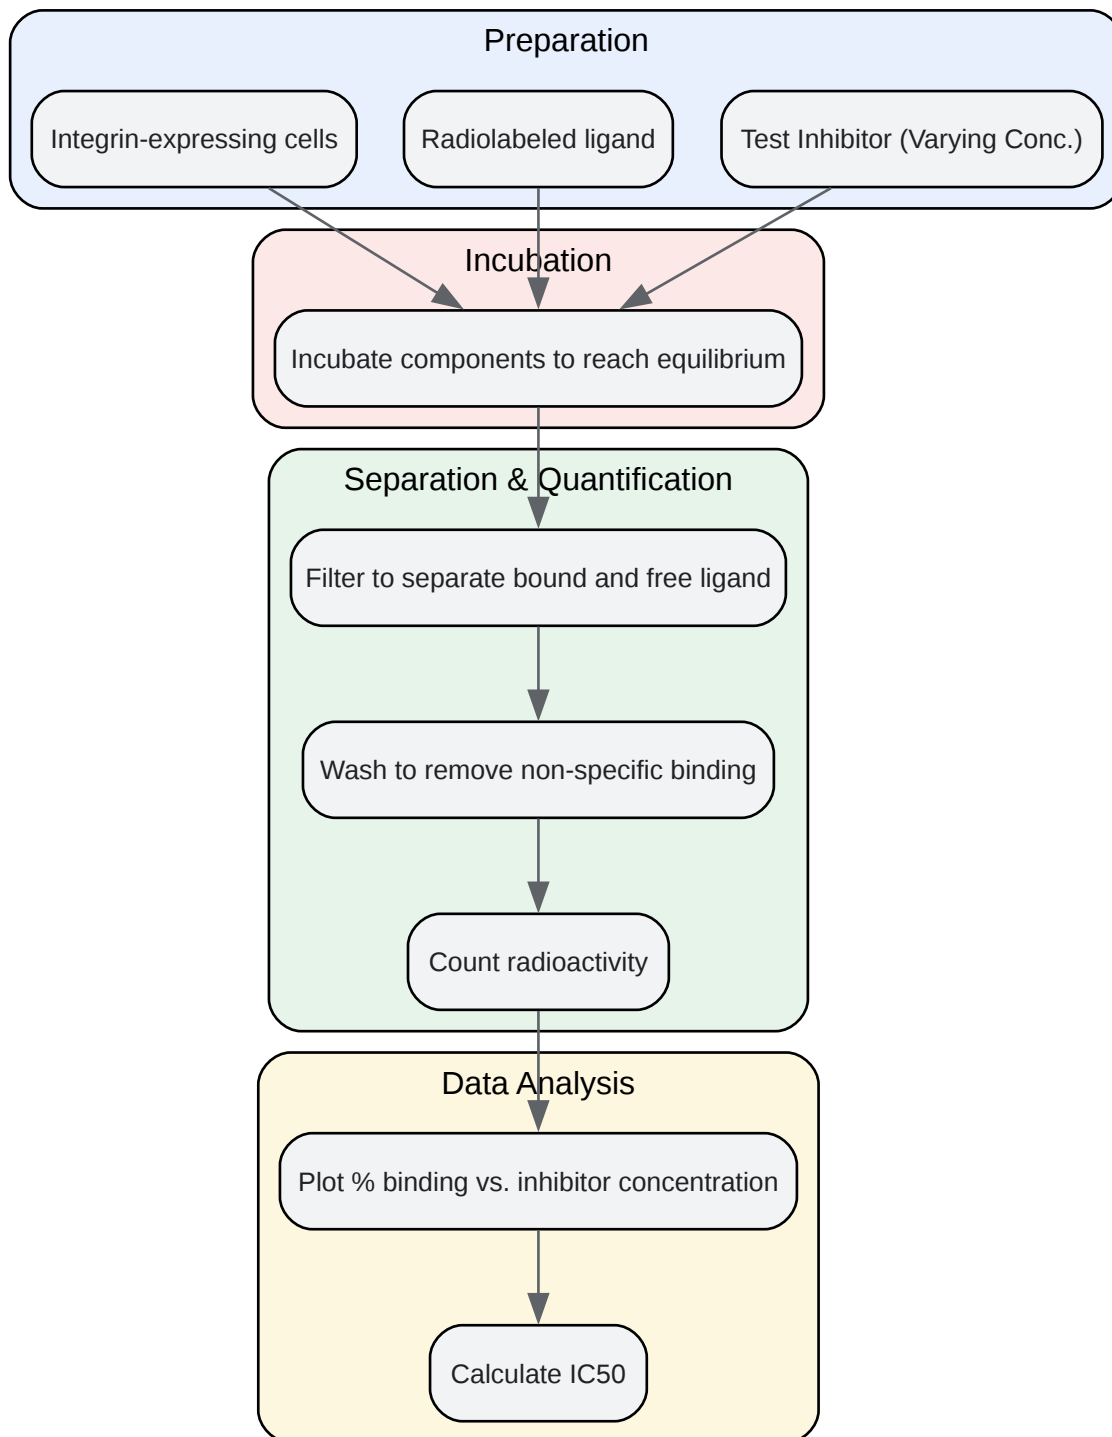 Preparation
Integrin-expressing cells
Radiolabeled ligand
Test Inhibitor (Varying Conc.)
Incubation
Incubate components to reach equilibrium
Separation & Quantification
Filter to separate bound and free ligand
Wash to remove non-specific binding
Count radioactivity
Data Analysis
Plot % binding vs. inhibitor concentration
Calculate IC50